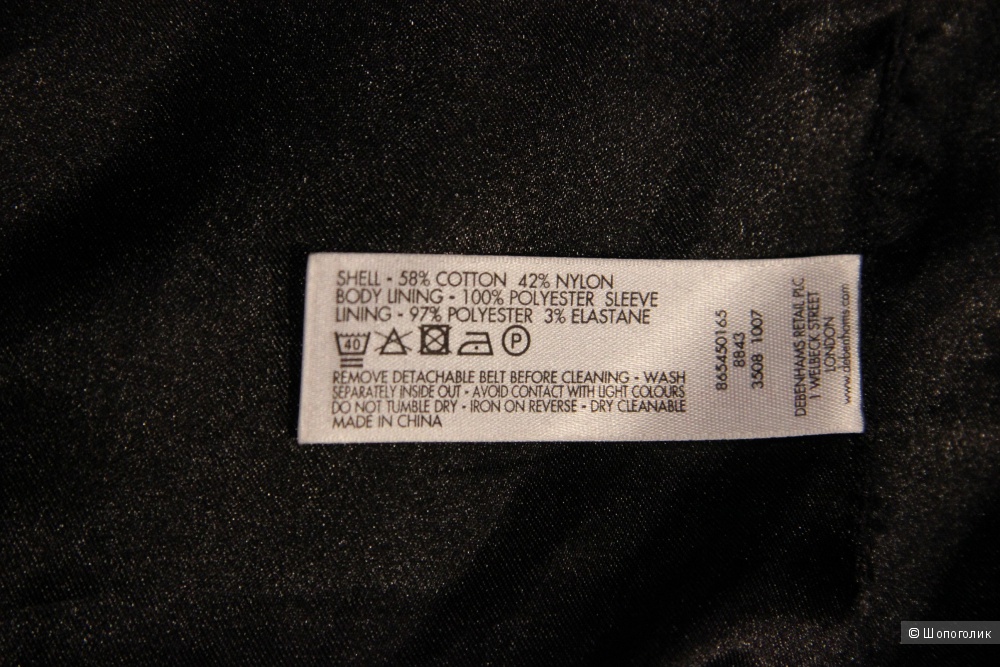 SHELL - 58% COTTON 42% NYLON
BODY LINING - 100% POLYESTER SLEEVE
LINING - 97% POLYESTER 3% ELASTANE
40 P
REMOVE DETACHABLE BELT BEFORE CLEANING - WASH
SEPARATELY INSIDE OUT - AVOID CONTACT WITH LIGHT COLOURS
DO NOT TUMBLE DRY - IRON ON REVERSE - DRY CLEANABLE
MADE IN CHINA
865450165
8843
3508 1007
DEBENHAMS RETAIL PLC
1 WELBECK STREET
LONDON
www.debenhams.com
© Шопоголик